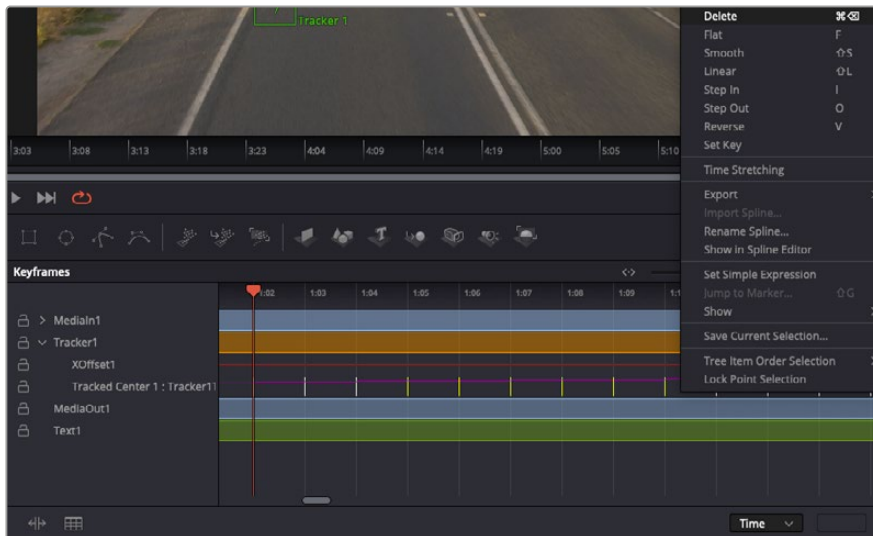 Tracker 1
Delete ⌘⌫
Flat F
Smooth ⇧S
Linear ⇧L
Step In I
Step Out O
Reverse V
Set Key
Time Stretching
Export
Import Spline...
Rename Spline...
Show in Spline Editor
Set Simple Expression
Jump to Marker... ⇧G
Show
Save Current Selection...
Tree Item Order Selection
Lock Point Selection
3:03 3:08 3:13 3:18 3:23 4:04 4:09 4:14 4:19 5:00 5:05 5:10
Keyframes
1:02 1:03 1:04 1:05 1:06 1:07 1:08 1:09
MediaIn1
Tracker1
XOffset1
Tracked Center 1 : Tracker1
MediaOut1
Text1
Time